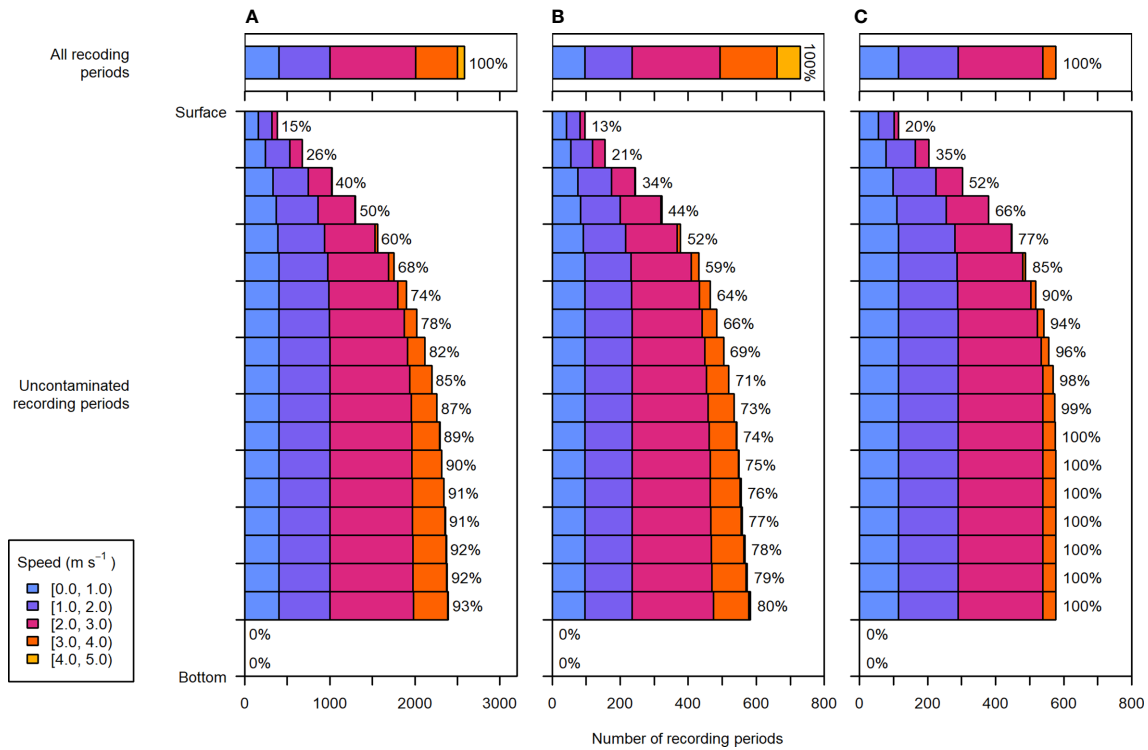 A B C
All recoding
periods
100% 100% 100%
0 200 400 600 800
Surface
15% 13% 20%
26% 21% 35%
40% 34% 52%
50% 44% 66%
60% 52% 77%
68% 59% 85%
74% 64% 90%
78% 66% 94%
82% 69% 96%
Uncontaminated
recording periods
85% 71% 98%
87% 73% 99%
89% 74% 100%
90% 75% 100%
91% 76% 100%
91% 77% 100%
92% 78% 100%
92% 79% 100%
93% 80% 100%
0% 0%
0% 0%
Bottom
Speed (m s⁻¹ )
[0.0, 1.0)
[1.0, 2.0)
[2.0, 3.0)
[3.0, 4.0)
[4.0, 5.0)
0 1000 2000 3000
0 200 400 600 800
0 200 400 600 800
Number of recording periods